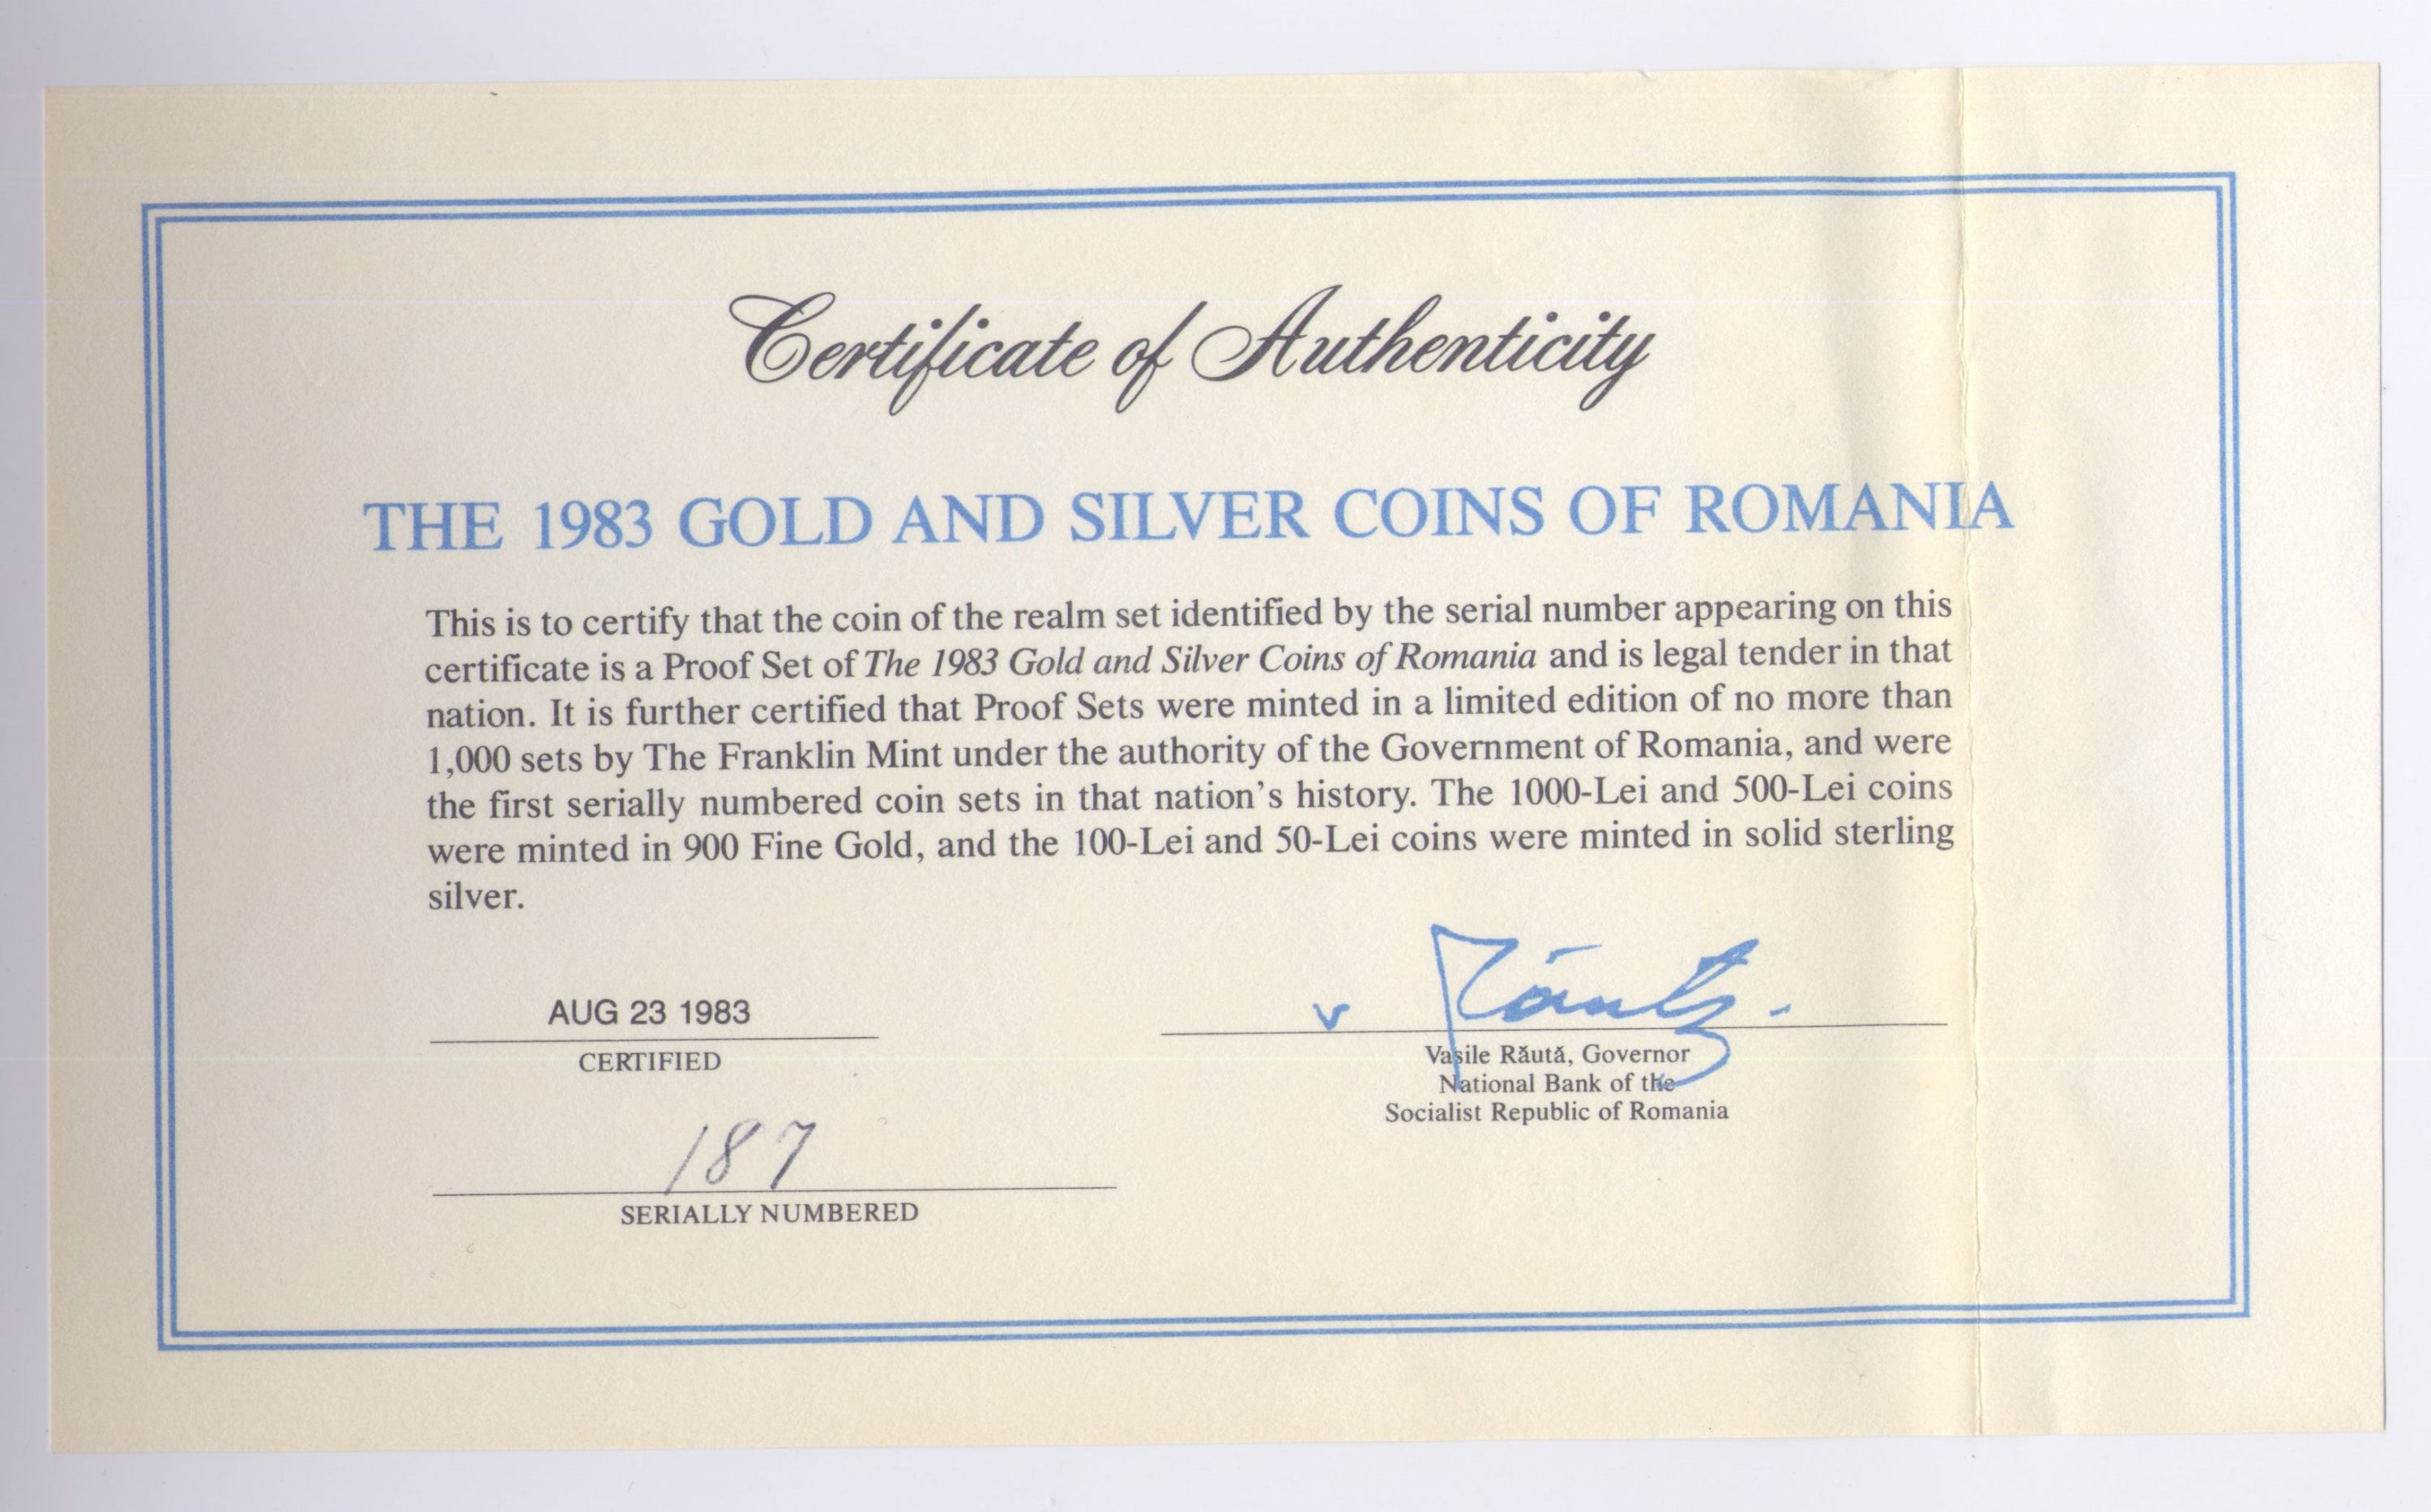 Certificate of Authenticity
THE 1983 GOLD AND SILVER COINS OF ROMANIA
This is to certify that the coin of the realm set identified by the serial number appearing on this
certificate is a Proof Set of The 1983 Gold and Silver Coins of Romania and is legal tender in that
nation. It is further certified that Proof Sets were minted in a limited edition of no more than
1,000 sets by The Franklin Mint under the authority of the Government of Romania, and were
the first serially numbered coin sets in that nation's history. The 1000-Lei and 500-Lei coins
were minted in 900 Fine Gold, and the 100-Lei and 50-Lei coins were minted in solid sterling
silver.
AUG 23 1983
CERTIFIED
Vasile Răută, Governor
National Bank of the
Socialist Republic of Romania
187
SERIALLY NUMBERED